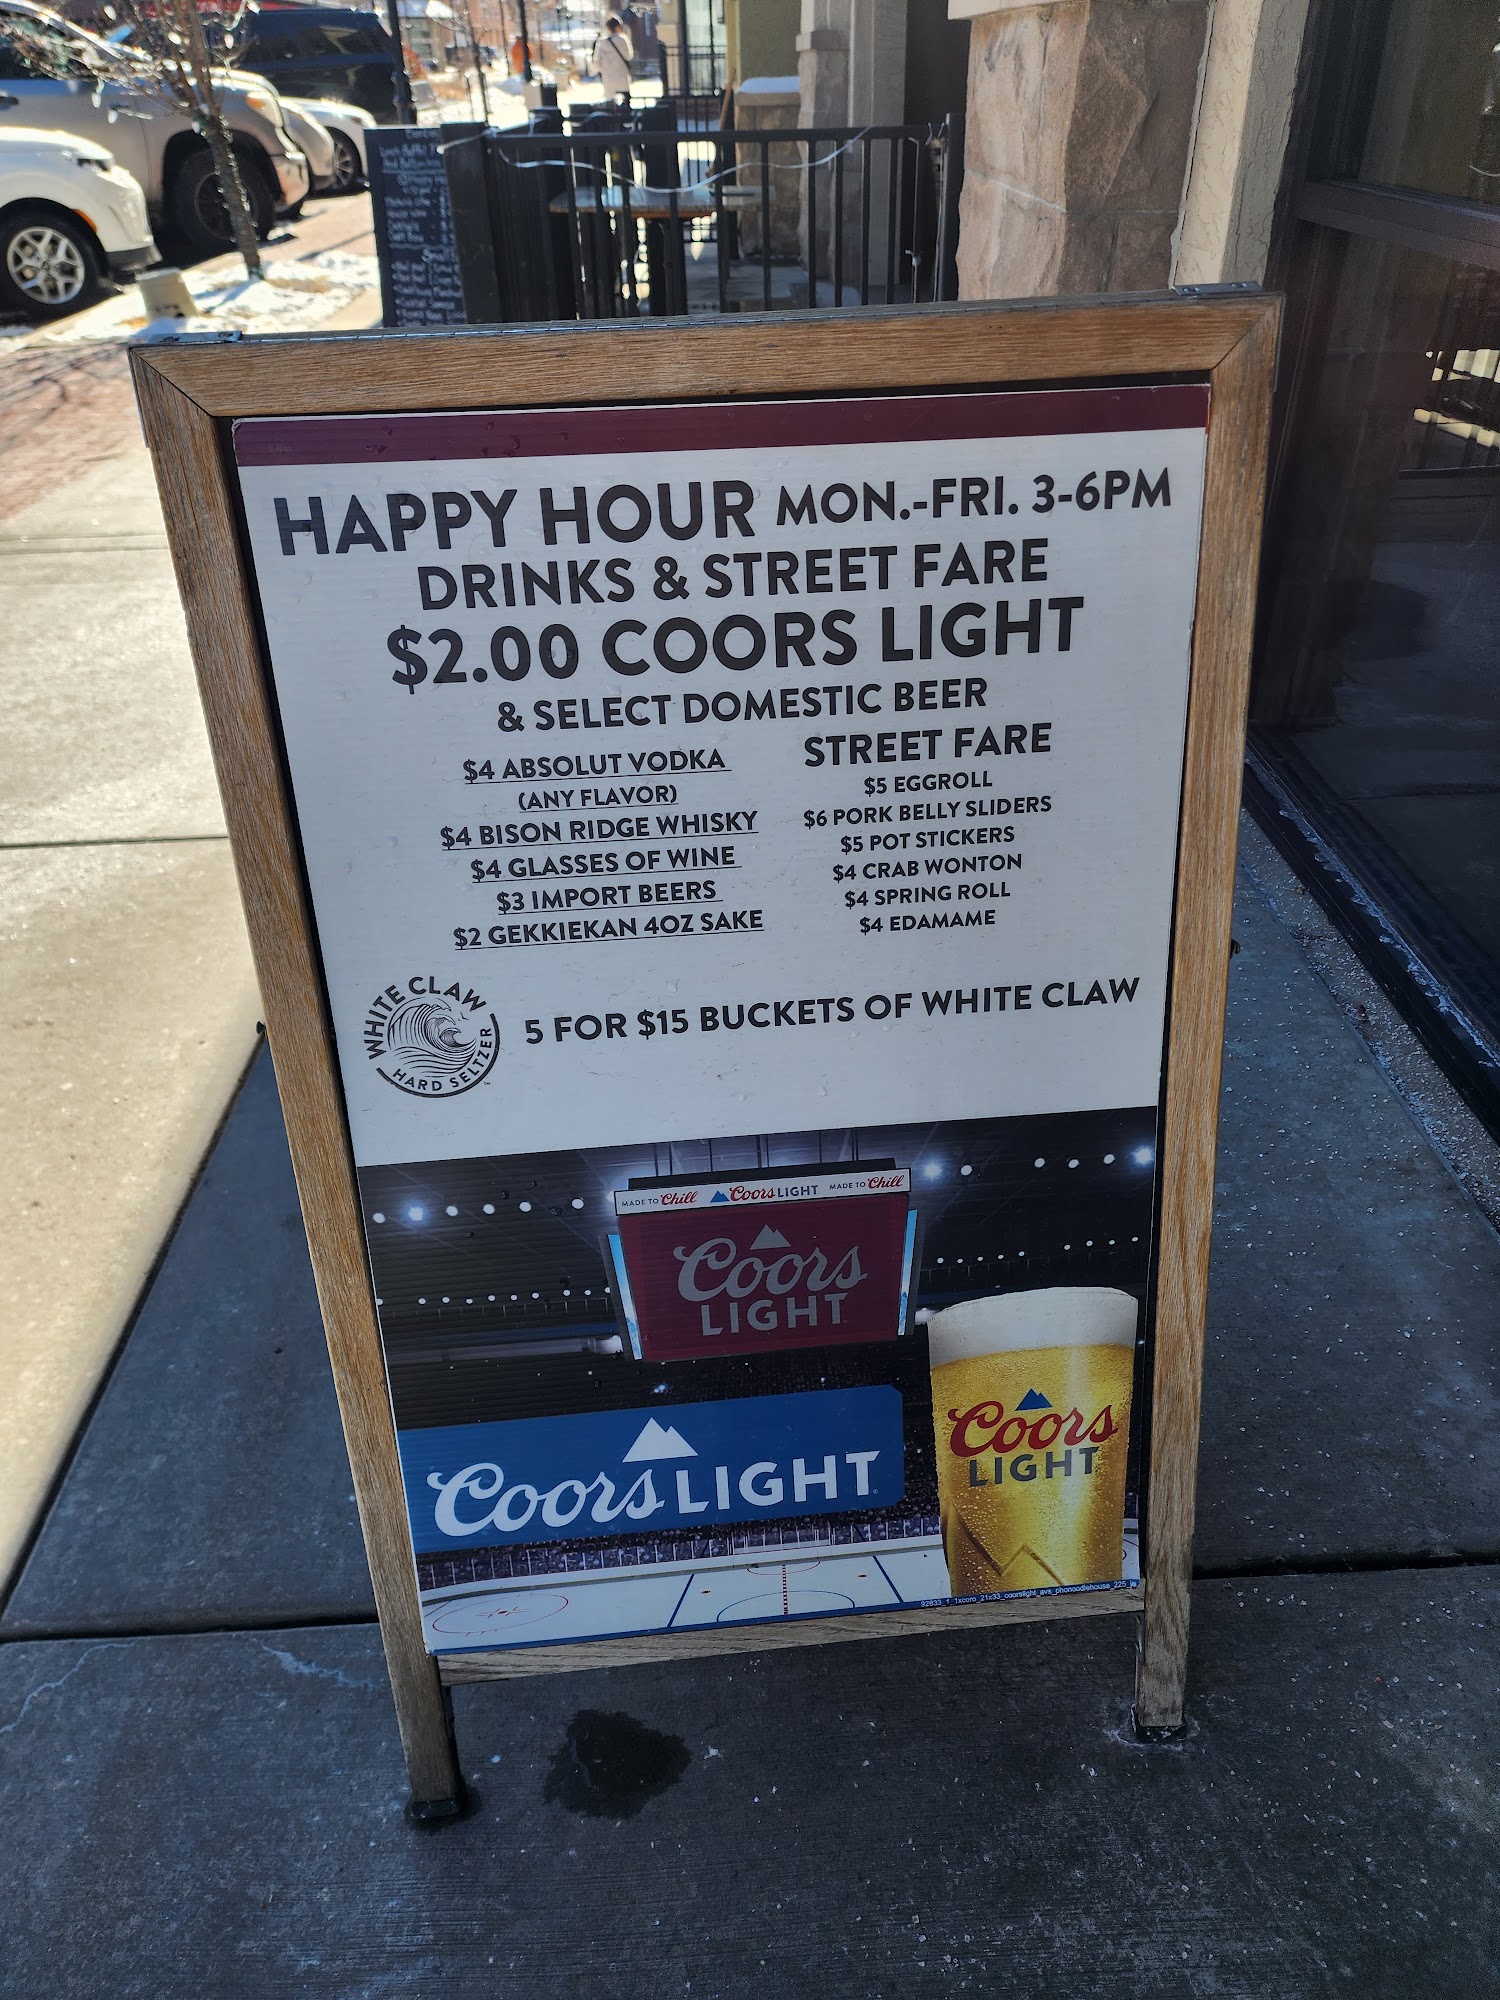 HAPPY HOUR MON.-FRI. 3-6PM
DRINKS & STREET FARE
$2.00 COORS LIGHT
& SELECT DOMESTIC BEER
$4 ABSOLUT VODKA
(ANY FLAVOR)
$4 BISON RIDGE WHISKY
$4 GLASSES OF WINE
$3 IMPORT BEERS
$2 GEKKIEKAN 4OZ SAKE
STREET FARE
$5 EGGROLL
$6 PORK BELLY SLIDERS
$5 POT STICKERS
$4 CRAB WONTON
$4 SPRING ROLL
$4 EDAMAME
WHITE CLAW
HARD SELTZER
5 FOR $15 BUCKETS OF WHITE CLAW
MADE TO Chill Coors LIGHT MADE TO Chill
Coors
LIGHT
Coors LIGHT
Coors
LIGHT